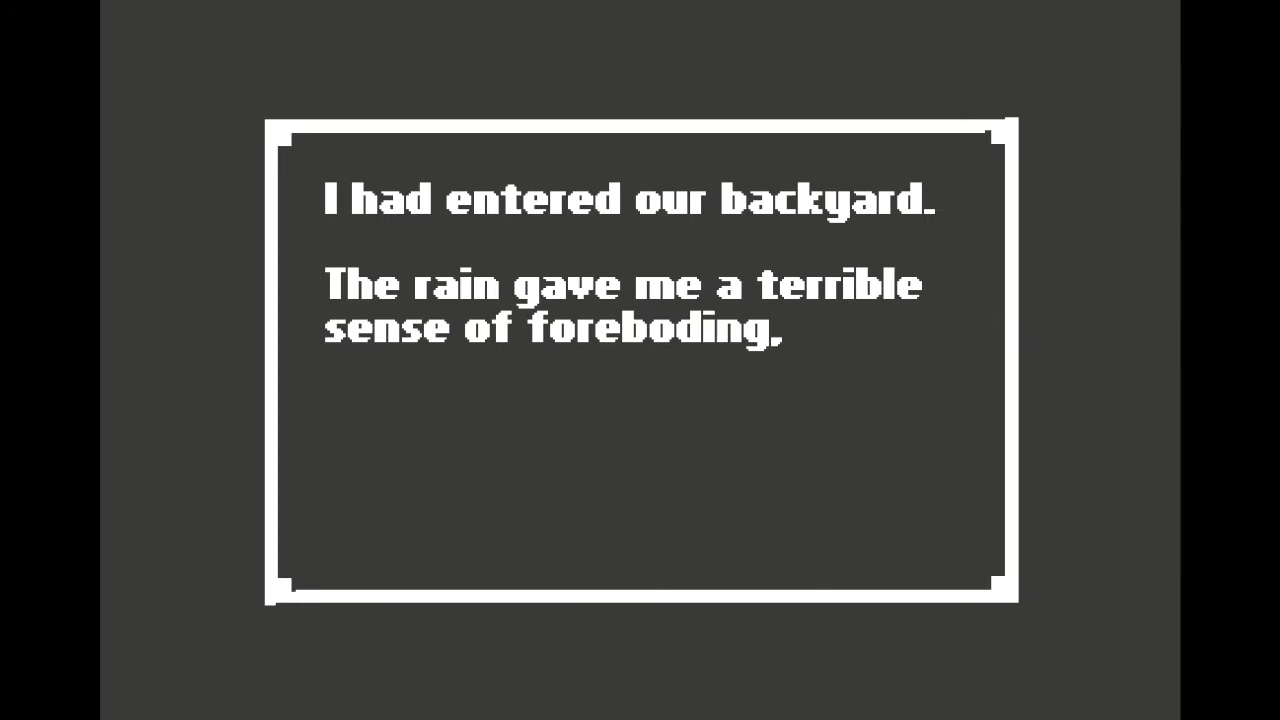 I had entered our backyard.
The rain gave me a terrible
sense of foreboding,